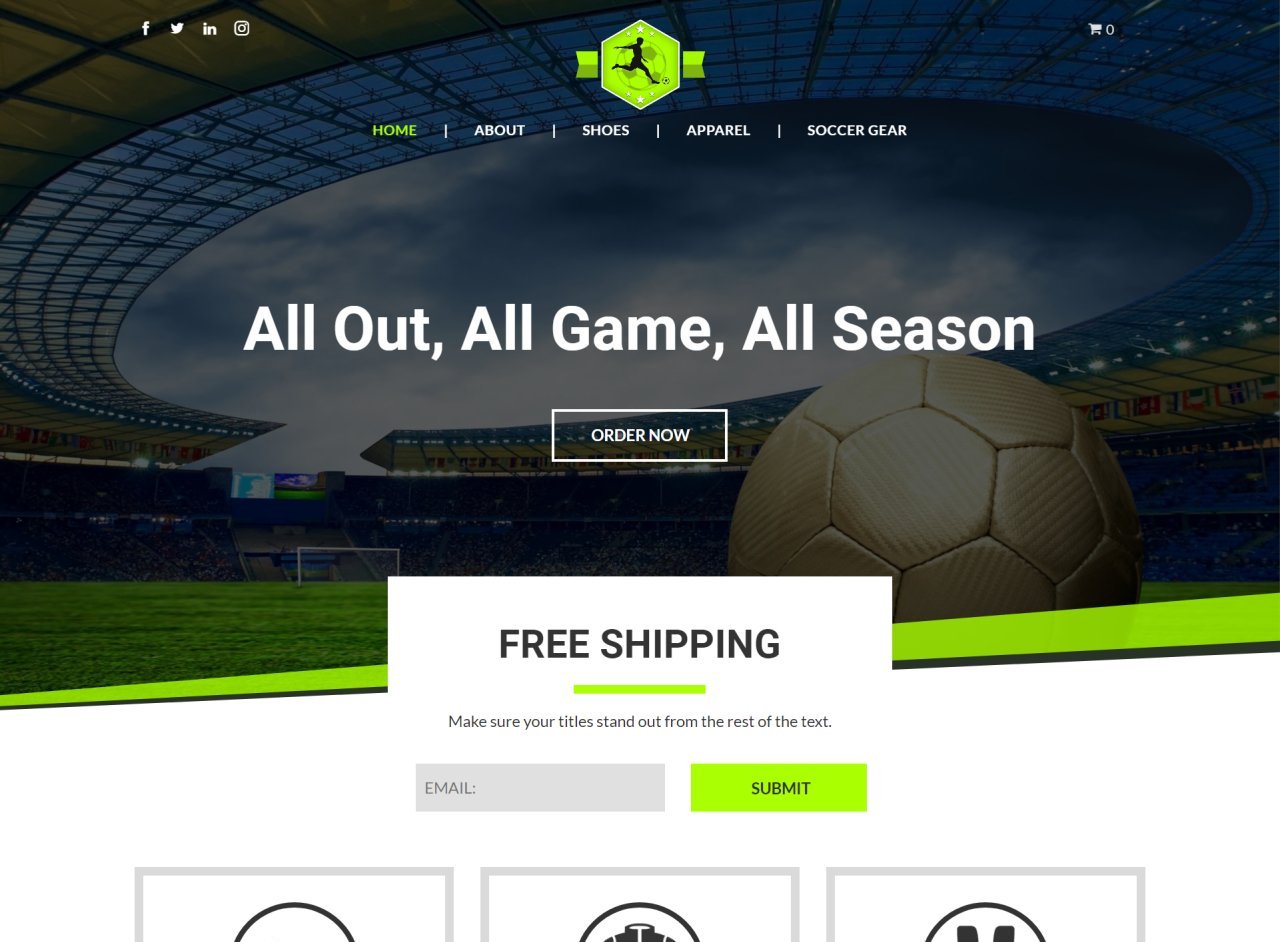 0
HOME | ABOUT | SHOES | APPAREL | SOCCER GEAR
All Out, All Game, All Season
ORDER NOW
FREE SHIPPING
Make sure your titles stand out from the rest of the text.
EMAIL:
SUBMIT